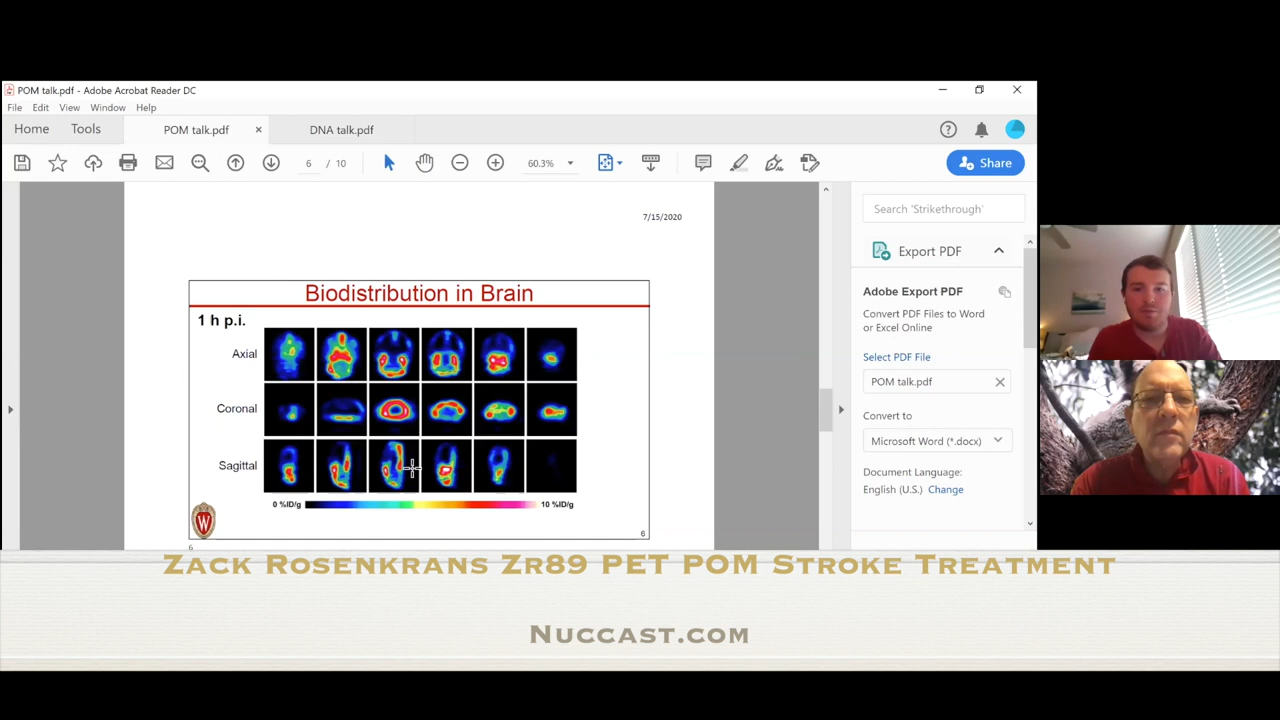 POM talk.pdf - Adobe Acrobat Reader DC
File Edit View Window Help
Home Tools POM talk.pdf × DNA talk.pdf
6 / 10 60.3% Share
7/15/2020
Search 'Strikethrough'
Export PDF
Adobe Export PDF
Convert PDF Files to Word
or Excel Online
Select PDF File
POM talk.pdf
Convert to
Microsoft Word (*.docx)
Document Language:
English (U.S.) Change
Biodistribution in Brain
1 h p.i.
Axial
Coronal
Sagittal
0 %ID/g 10 %ID/g
W
6
6
Zack Rosenkrans Zr89 PET POM Stroke Treatment
Nuccast.com